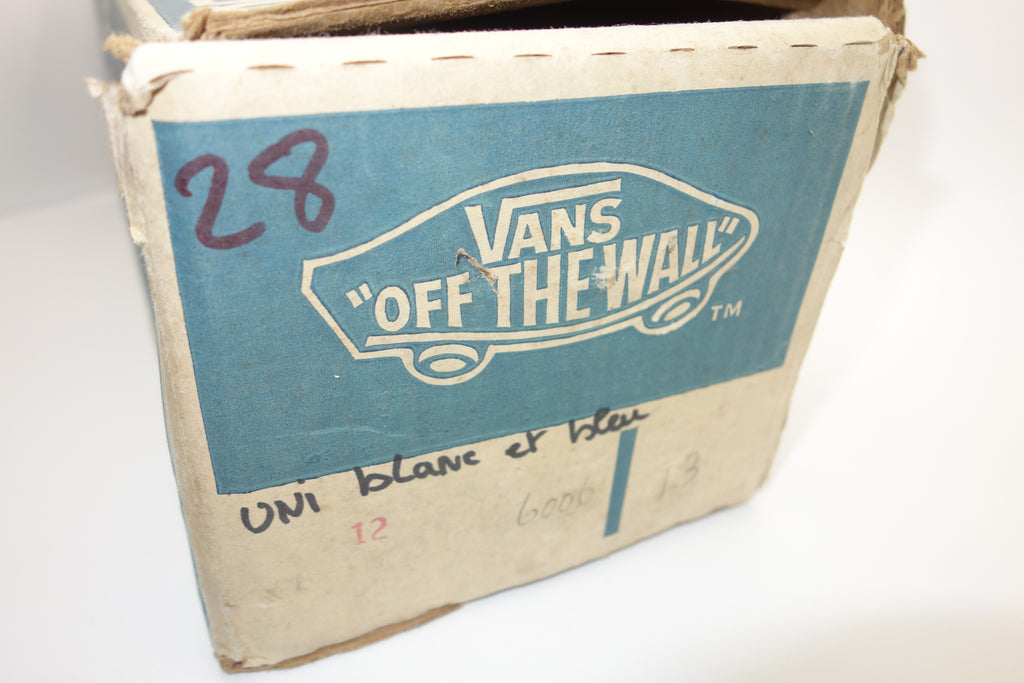 28
VANS
"OFF THE WALL"
TM
UNI blanc et bleu
12 6006 13